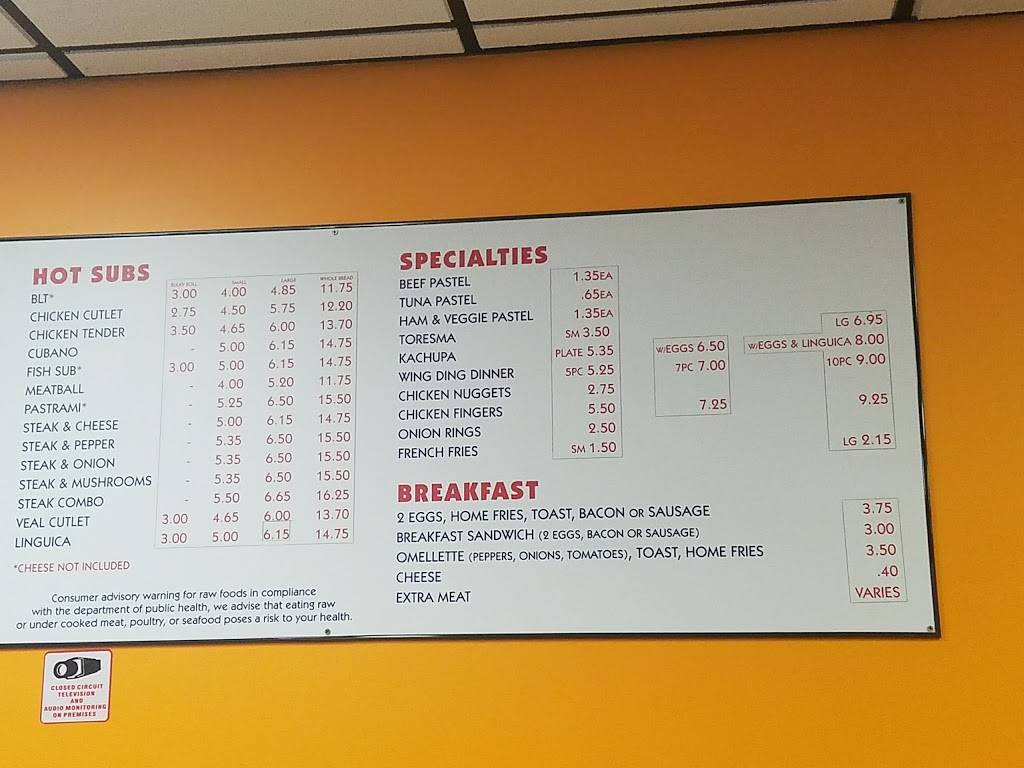 HOT SUBS
BULKY ROLL SMALL LARGE WHOLE BREAD
BLT* 3.00 4.00 4.85 11.75
CHICKEN CUTLET 2.75 4.50 5.75 12.20
CHICKEN TENDER 3.50 4.65 6.00 13.70
CUBANO - 5.00 6.15 14.75
FISH SUB* 3.00 5.00 6.15 14.75
MEATBALL - 4.00 5.20 11.75
PASTRAMI* - 5.25 6.50 15.50
STEAK & CHEESE - 5.00 6.15 14.75
STEAK & PEPPER - 5.35 6.50 15.50
STEAK & ONION - 5.35 6.50 15.50
STEAK & MUSHROOMS - 5.35 6.50 15.50
STEAK COMBO - 5.50 6.65 16.25
VEAL CUTLET 3.00 4.65 6.00 13.70
LINGUICA 3.00 5.00 6.15 14.75
*CHEESE NOT INCLUDED
Consumer advisory warning for raw foods in compliance
with the department of public health, we advise that eating raw
or under cooked meat, poultry, or seafood poses a risk to your health.
SPECIALTIES
BEEF PASTEL 1.35EA
TUNA PASTEL .65EA
HAM & VEGGIE PASTEL 1.35EA
TORESMA SM 3.50 LG 6.95
KACHUPA PLATE 5.35 W/EGGS 6.50 W/EGGS & LINGUICA 8.00
WING DING DINNER 5PC 5.25 7PC 7.00 10PC 9.00
CHICKEN NUGGETS 2.75
CHICKEN FINGERS 5.50 7.25 9.25
ONION RINGS 2.50
FRENCH FRIES SM 1.50 LG 2.15
BREAKFAST
2 EGGS, HOME FRIES, TOAST, BACON OR SAUSAGE 3.75
BREAKFAST SANDWICH (2 EGGS, BACON OR SAUSAGE) 3.00
OMELLETTE (PEPPERS, ONIONS, TOMATOES), TOAST, HOME FRIES 3.50
CHEESE .40
EXTRA MEAT VARIES
CLOSED CIRCUIT
TELEVISION
AND
AUDIO MONITORING
ON PREMISES